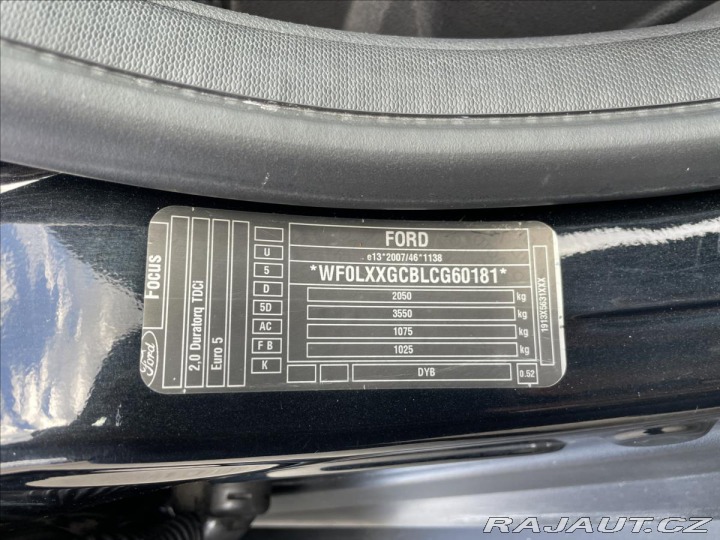 Ford
Focus
2,0 Duratorq TDCi
Euro 5
U
5
D
5D
AC
F B
K
FORD
e13*2007/46*1138
*WF0LXXGCBLCG60181*
2050 kg
3550 kg
1075 kg
1025 kg
DYB
0.52
1913X5631XXX
RAJAUT.CZ